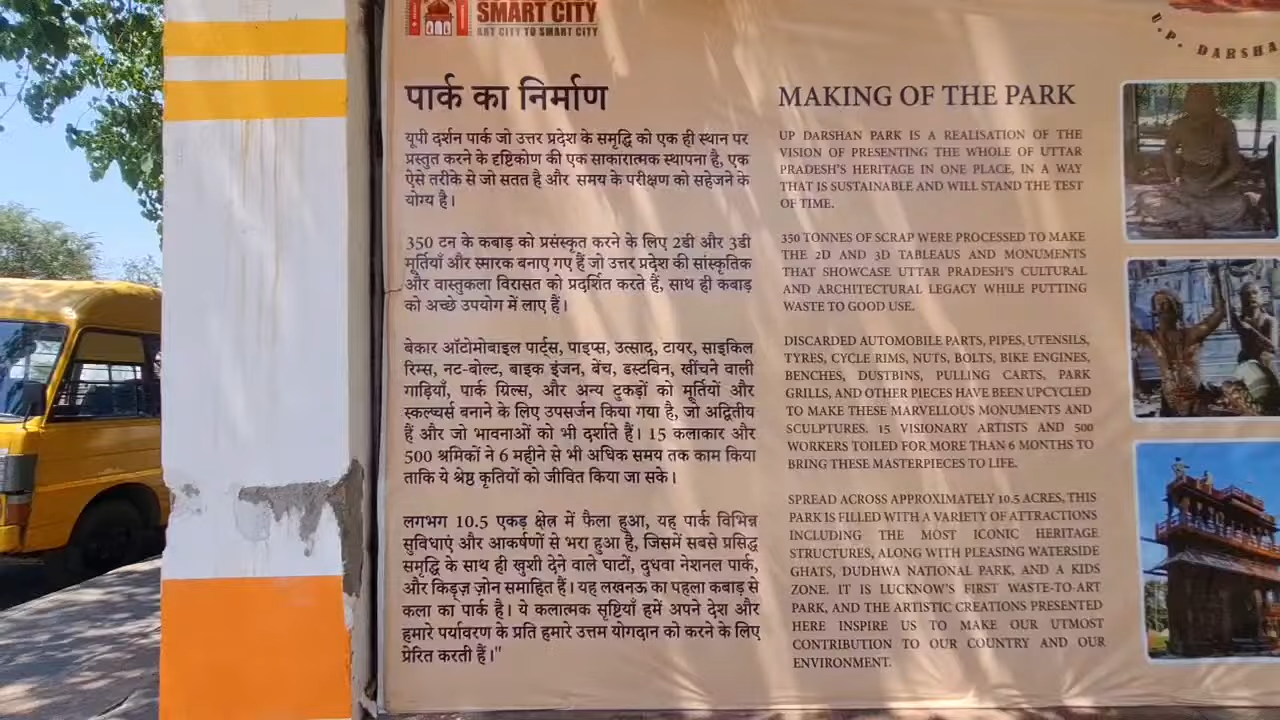 SMART CITY
ART CITY TO SMART CITY
U.P. DARSHA
पार्क का निर्माण
यूपी दर्शन पार्क जो उत्तर प्रदेश के समृद्धि को एक ही स्थान पर
प्रस्तुत करने के दृष्टिकोण की एक साकारात्मक स्थापना है, एक
ऐसे तरीके से जो सतत है और समय के परीक्षण को सहेजने के
योग्य है।
350 टन के कबाड़ को प्रसंस्कृत करने के लिए 2डी और 3डी
मूर्तियाँ और स्मारक बनाए गए हैं जो उत्तर प्रदेश की सांस्कृतिक
और वास्तुकला विरासत को प्रदर्शित करते हैं, साथ ही कबाड़
को अच्छे उपयोग में लाए हैं।
बेकार ऑटोमोबाइल पार्ट्स, पाइप्स, उत्साद, टायर, साइकिल
रिम्स, नट-बोल्ट, बाइक इंजन, बेंच, डस्टबिन, खींचने वाली
गाड़ियाँ, पार्क ग्रिल्स, और अन्य टुकड़ों को मूर्तियों और
स्कल्पचर्स बनाने के लिए उपसर्जन किया गया है, जो अद्वितीय
हैं और जो भावनाओं को भी दर्शाते हैं। 15 कलाकार और
500 श्रमिकों ने 6 महीने से भी अधिक समय तक काम किया
ताकि ये श्रेष्ठ कृतियों को जीवित किया जा सके।
लगभग 10.5 एकड़ क्षेत्र में फैला हुआ, यह पार्क विभिन्न
सुविधाएं और आकर्षणों से भरा हुआ है, जिसमें सबसे प्रसिद्ध
समृद्धि के साथ ही खुशी देने वाले घाटों, दुधवा नेशनल पार्क,
और किड्ज़ ज़ोन समाहित हैं। यह लखनऊ का पहला कबाड़ से
कला का पार्क है। ये कलात्मक सृष्टियाँ हमें अपने देश और
हमारे पर्यावरण के प्रति हमारे उत्तम योगदान को करने के लिए
प्रेरित करती हैं।"
MAKING OF THE PARK
UP DARSHAN PARK IS A REALISATION OF THE
VISION OF PRESENTING THE WHOLE OF UTTAR
PRADESH'S HERITAGE IN ONE PLACE, IN A WAY
THAT IS SUSTAINABLE AND WILL STAND THE TEST
OF TIME.
350 TONNES OF SCRAP WERE PROCESSED TO MAKE
THE 2D AND 3D TABLEAUS AND MONUMENTS
THAT SHOWCASE UTTAR PRADESH'S CULTURAL
AND ARCHITECTURAL LEGACY WHILE PUTTING
WASTE TO GOOD USE.
DISCARDED AUTOMOBILE PARTS, PIPES, UTENSILS,
TYRES, CYCLE RIMS, NUTS, BOLTS, BIKE ENGINES,
BENCHES, DUSTBINS, PULLING CARTS, PARK
GRILLS, AND OTHER PIECES HAVE BEEN UPCYCLED
TO MAKE THESE MARVELLOUS MONUMENTS AND
SCULPTURES. 15 VISIONARY ARTISTS AND 500
WORKERS TOILED FOR MORE THAN 6 MONTHS TO
BRING THESE MASTERPIECES TO LIFE.
SPREAD ACROSS APPROXIMATELY 10.5 ACRES, THIS
PARK IS FILLED WITH A VARIETY OF ATTRACTIONS
INCLUDING THE MOST ICONIC HERITAGE
STRUCTURES, ALONG WITH PLEASING WATERSIDE
GHATS, DUDHWA NATIONAL PARK, AND A KIDS
ZONE. IT IS LUCKNOW'S FIRST WASTE-TO-ART
PARK, AND THE ARTISTIC CREATIONS PRESENTED
HERE INSPIRE US TO MAKE OUR UTMOST
CONTRIBUTION TO OUR COUNTRY AND OUR
ENVIRONMENT.